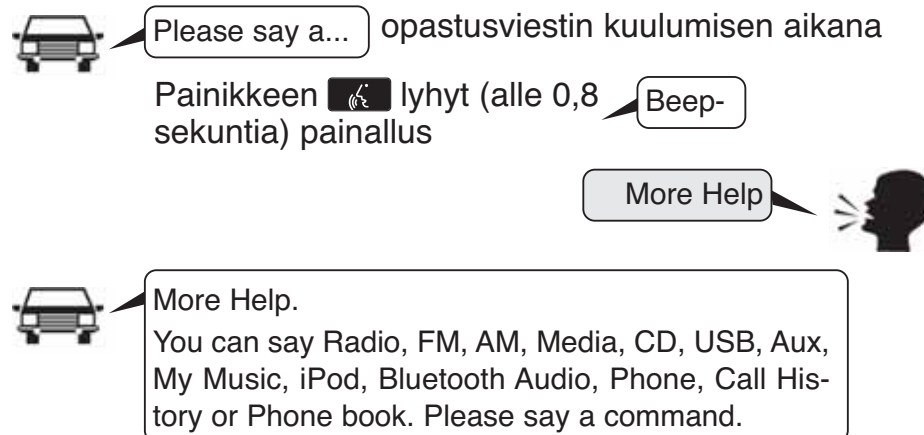 Please say a... opastusviestin kuulumisen aikana
Painikkeen lyhyt (alle 0,8
sekuntia) painallus
Beep-
More Help
More Help.
You can say Radio, FM, AM, Media, CD, USB, Aux,
My Music, iPod, Bluetooth Audio, Phone, Call His-
tory or Phone book. Please say a command.